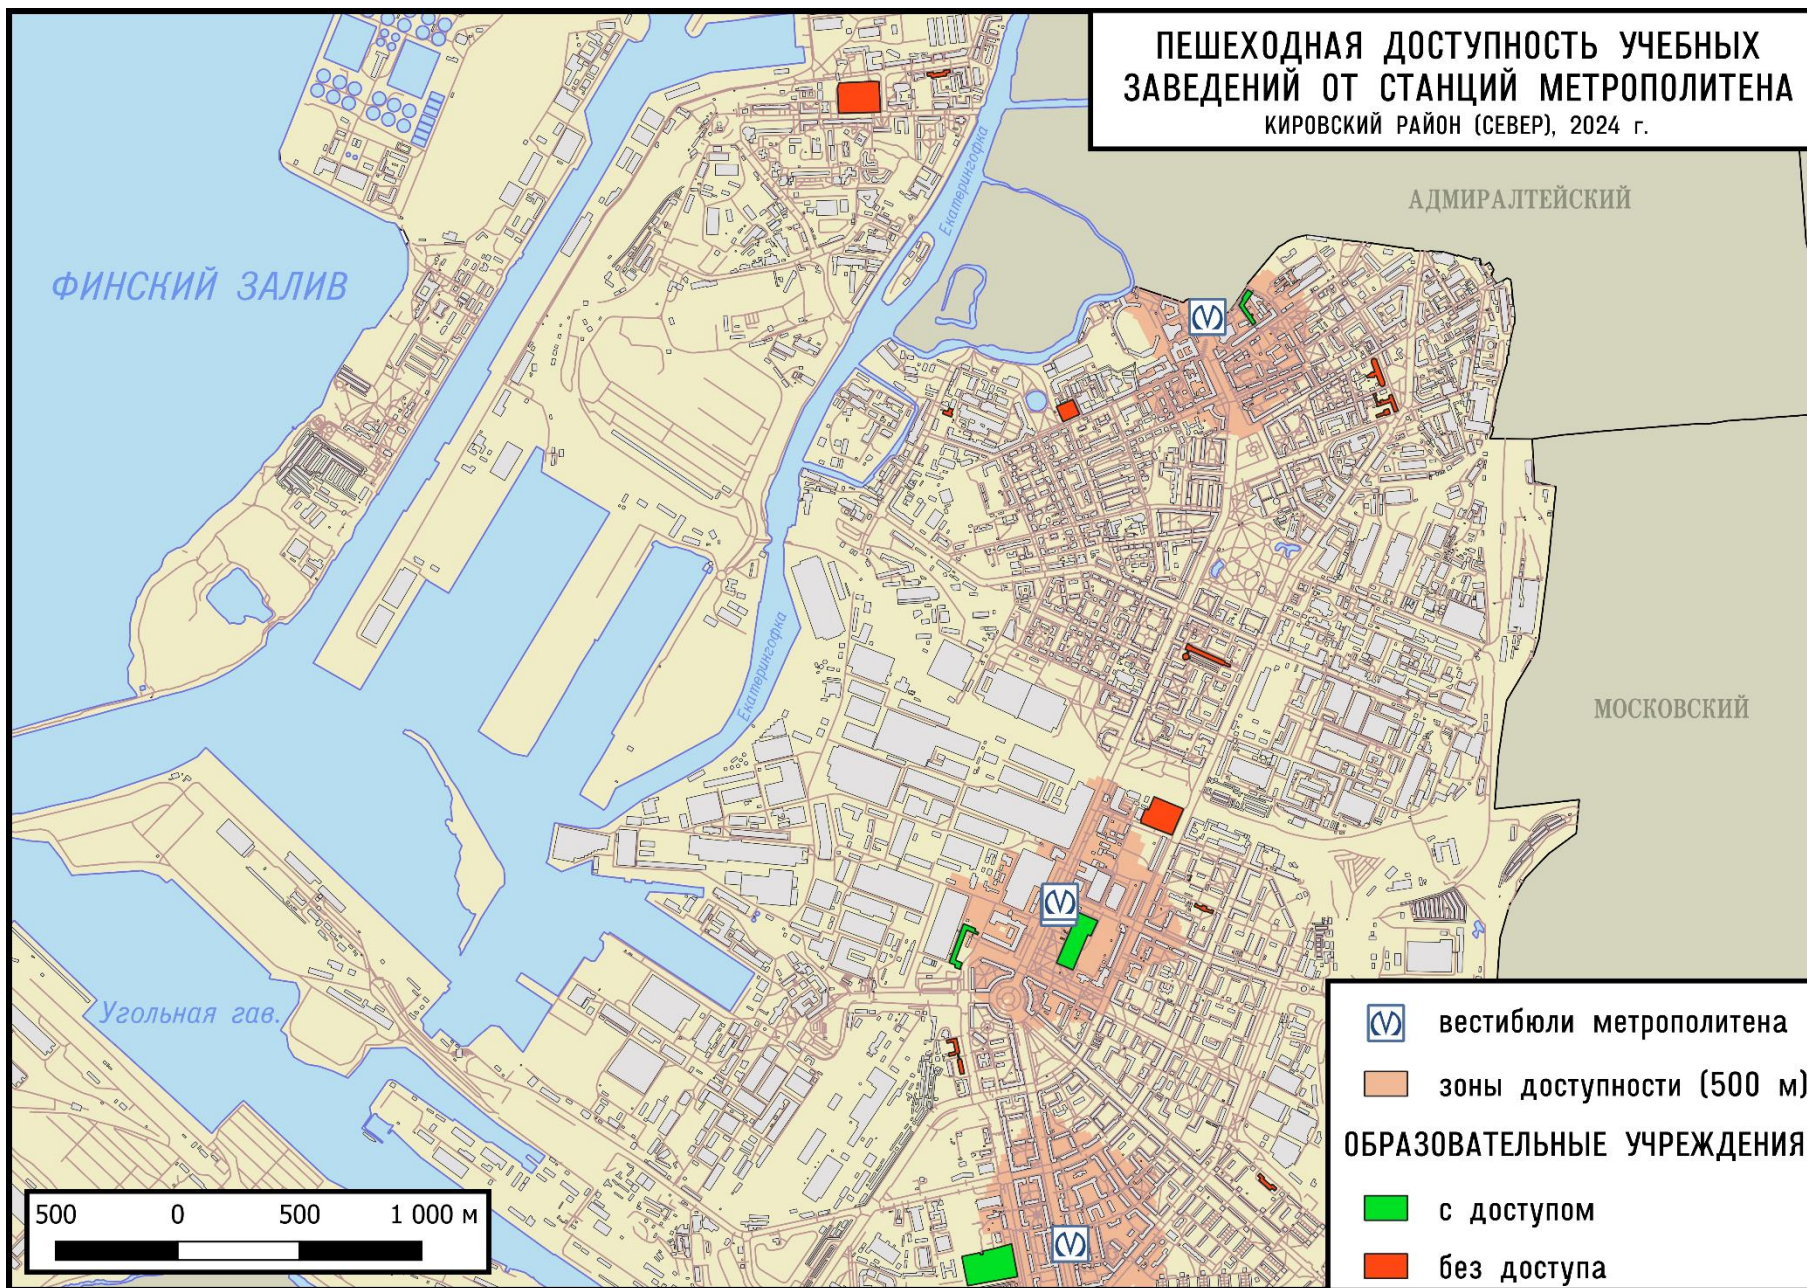 ПЕШЕХОДНАЯ ДОСТУПНОСТЬ УЧЕБНЫХ
ЗАВЕДЕНИЙ ОТ СТАНЦИЙ МЕТРОПОЛИТЕНА
КИРОВСКИЙ РАЙОН (СЕВЕР), 2024 г.
Екатерингофка
АДМИРАЛТЕЙСКИЙ
ФИНСКИЙ ЗАЛИВ
Екатерингофка
МОСКОВСКИЙ
Угольная гав.
вестибюли метрополитена
зоны доступности (500 м)
ОБРАЗОВАТЕЛЬНЫЕ УЧРЕЖДЕНИЯ
с доступом
без доступа
500 0 500 1 000 м